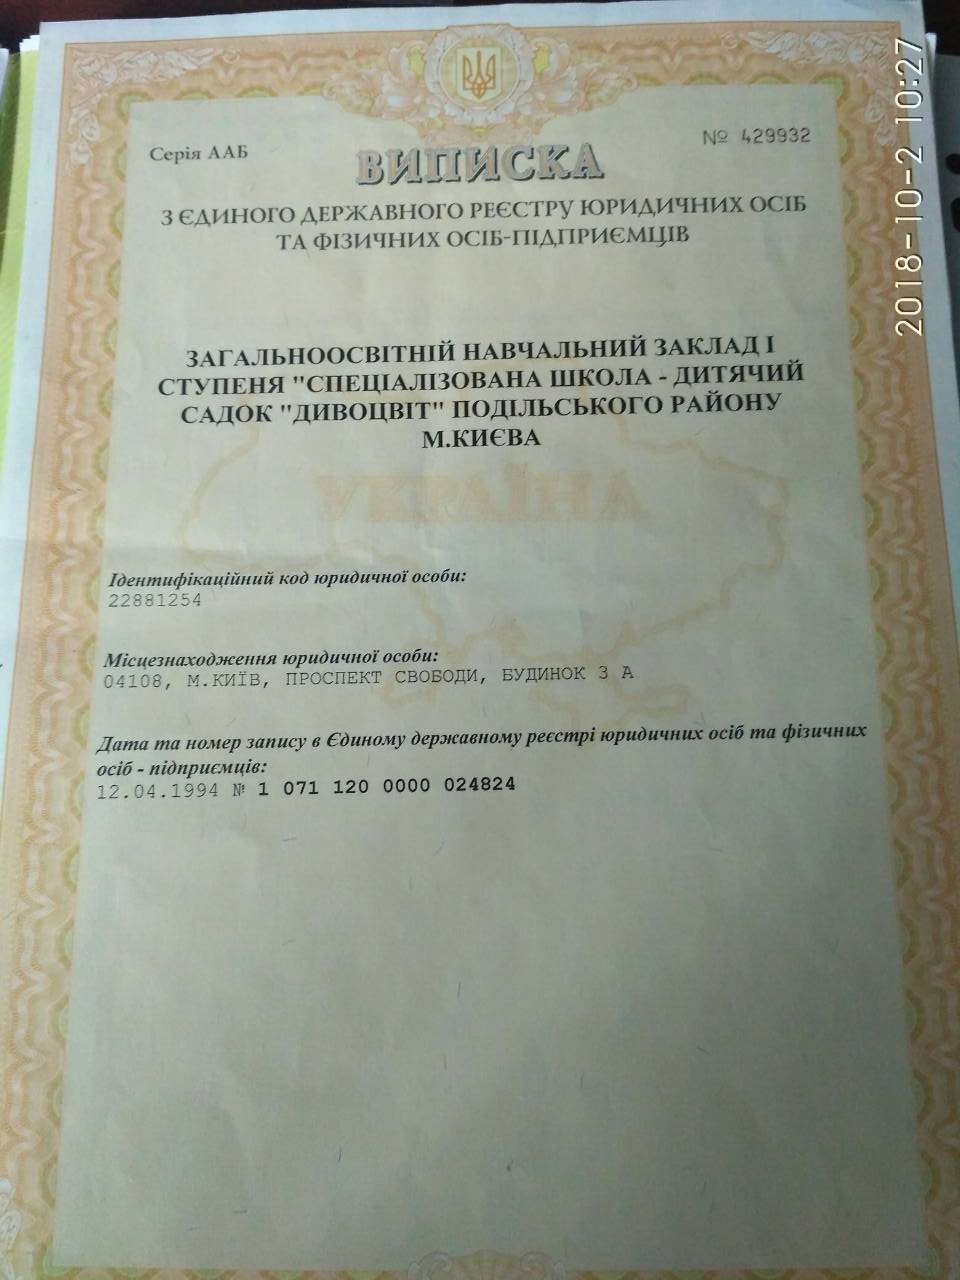 Серія ААБ
№ 429932
ВИПИСКА
З ЄДИНОГО ДЕРЖАВНОГО РЕЄСТРУ ЮРИДИЧНИХ ОСІБ
ТА ФІЗИЧНИХ ОСІБ-ПІДПРИЄМЦІВ
ЗАГАЛЬНООСВІТНІЙ НАВЧАЛЬНИЙ ЗАКЛАД І
СТУПЕНЯ "СПЕЦІАЛІЗОВАНА ШКОЛА - ДИТЯЧИЙ
САДОК "ДИВОЦВІТ" ПОДІЛЬСЬКОГО РАЙОНУ
М.КИЄВА
УКРАЇНА
Ідентифікаційний код юридичної особи:
22881254
Місцезнаходження юридичної особи:
04108, М.КИЇВ, ПРОСПЕКТ СВОБОДИ, БУДИНОК 3 А
Дата та номер запису в Єдиному державному реєстрі юридичних осіб та фізичних
осіб - підприємців:
12.04.1994 № 1 071 120 0000 024824
2018-10-2 10:27